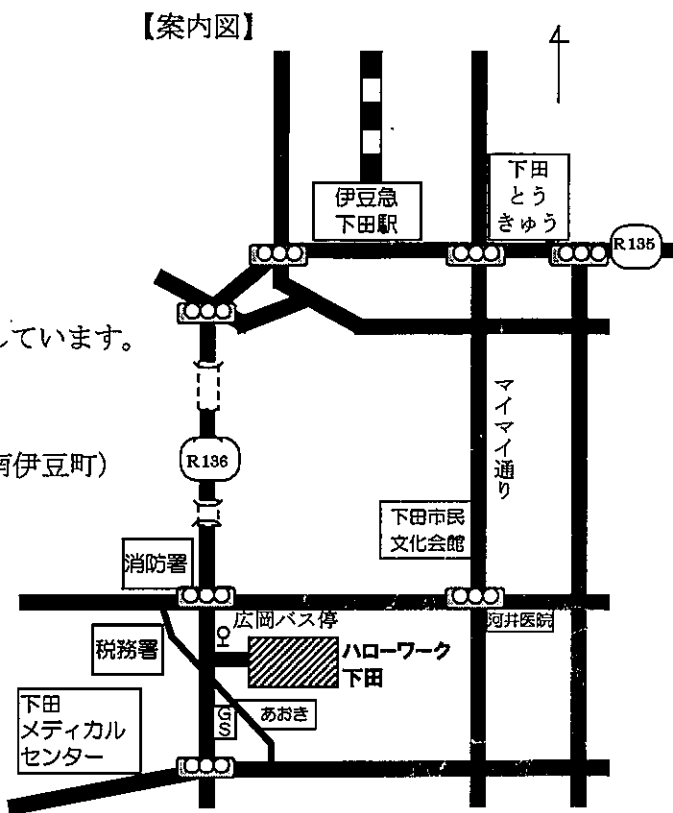 【案内図】
伊豆急
下田駅
下田
とう
きゅう
R135
しています。
マイマイ通り
南伊豆町)
R136
下田市民
文化会館
消防署
広岡バス停
河井医院
税務署
ハローワーク
下田
下田
メディカル
センター
GS
あおき